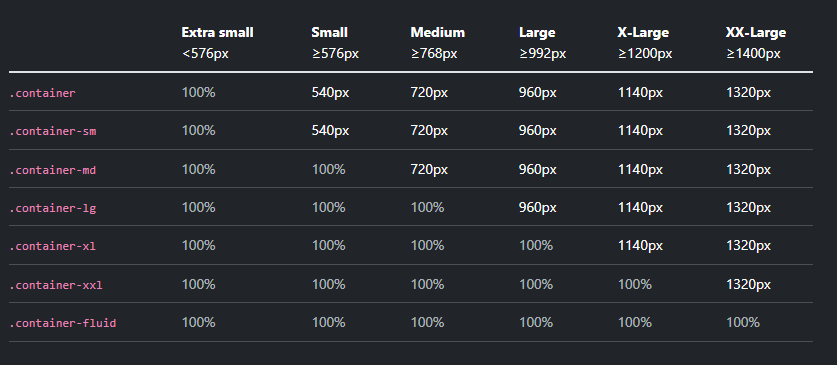 Extra small Small Medium Large X-Large XX-Large
<576px ≥576px ≥768px ≥992px ≥1200px ≥1400px
.container 100% 540px 720px 960px 1140px 1320px
.container-sm 100% 540px 720px 960px 1140px 1320px
.container-md 100% 100% 720px 960px 1140px 1320px
.container-lg 100% 100% 100% 960px 1140px 1320px
.container-xl 100% 100% 100% 100% 1140px 1320px
.container-xxl 100% 100% 100% 100% 100% 1320px
.container-fluid 100% 100% 100% 100% 100% 100%